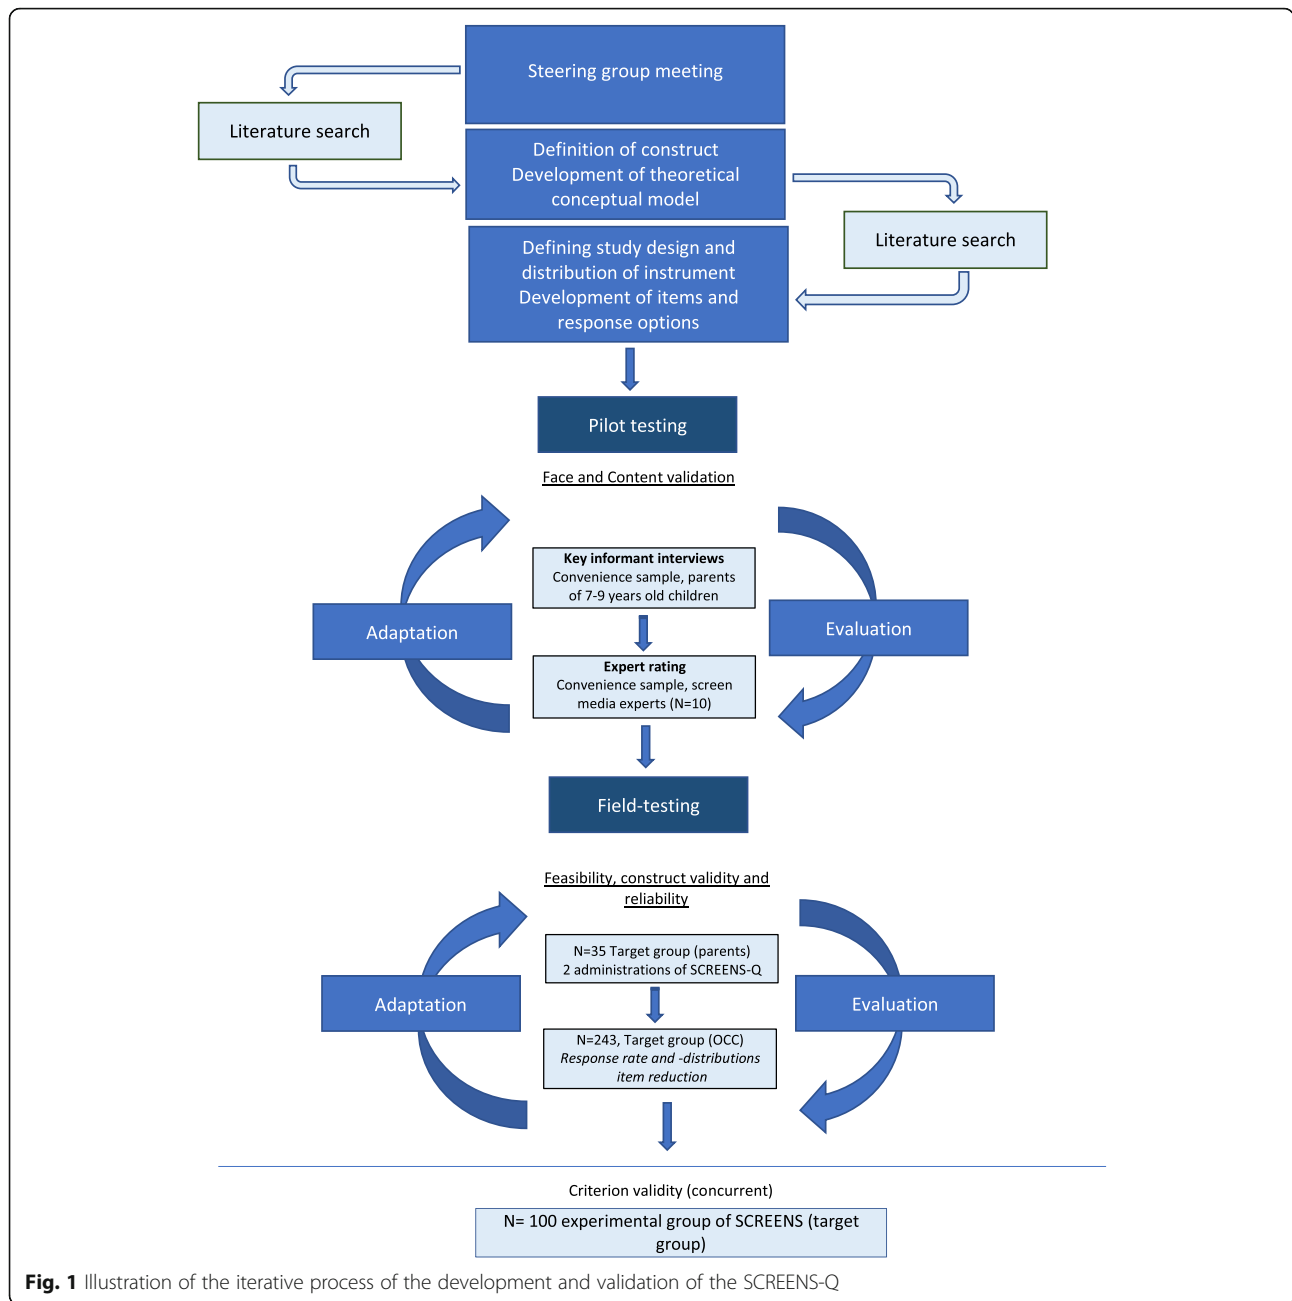 Steering group meeting
Literature search
Definition of construct
Development of theoretical
conceptual model
Literature search
Defining study design and
distribution of instrument
Development of items and
response options
Pilot testing
Face and Content validation
Key informant interviews
Convenience sample, parents
of 7-9 years old children
Adaptation
Evaluation
Expert rating
Convenience sample, screen
media experts (N=10)
Field-testing
Feasibility, construct validity and
reliability
N=35 Target group (parents)
2 administrations of SCREENS-Q
Adaptation
Evaluation
N=243, Target group (OCC)
Response rate and -distributions
item reduction
Criterion validity (concurrent)
N= 100 experimental group of SCREENS (target
group)
Fig. 1 Illustration of the iterative process of the development and validation of the SCREENS-Q